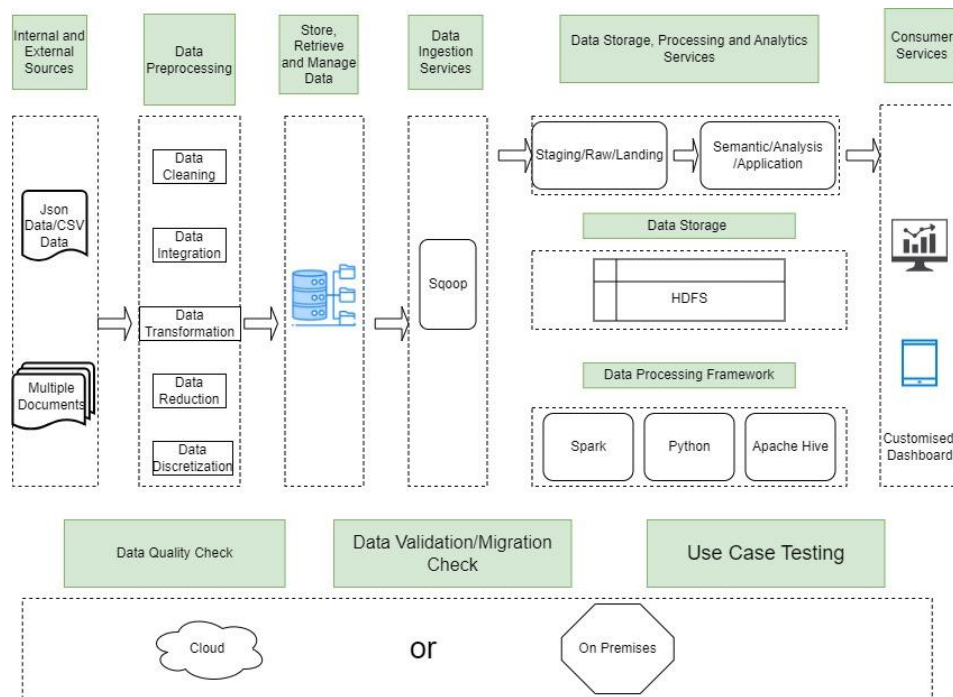 Internal and
External
Sources
Data
Preprocessing
Store,
Retrieve
and Manage
Data
Data
Ingestion
Services
Data Storage, Processing and Analytics
Services
Consumer
Services
Json
Data/CSV
Data
Multiple
Documents
Data
Cleaning
Data
Integration
Data
Transformation
Data
Reduction
Data
Discretization
Sqoop
Staging/Raw/Landing
Semantic/Analysis
/Application
Data Storage
HDFS
Data Processing Framework
Spark
Python
Apache Hive
Customised
Dashboard
Data Quality Check
Data Validation/Migration
Check
Use Case Testing
Cloud
or
On Premises